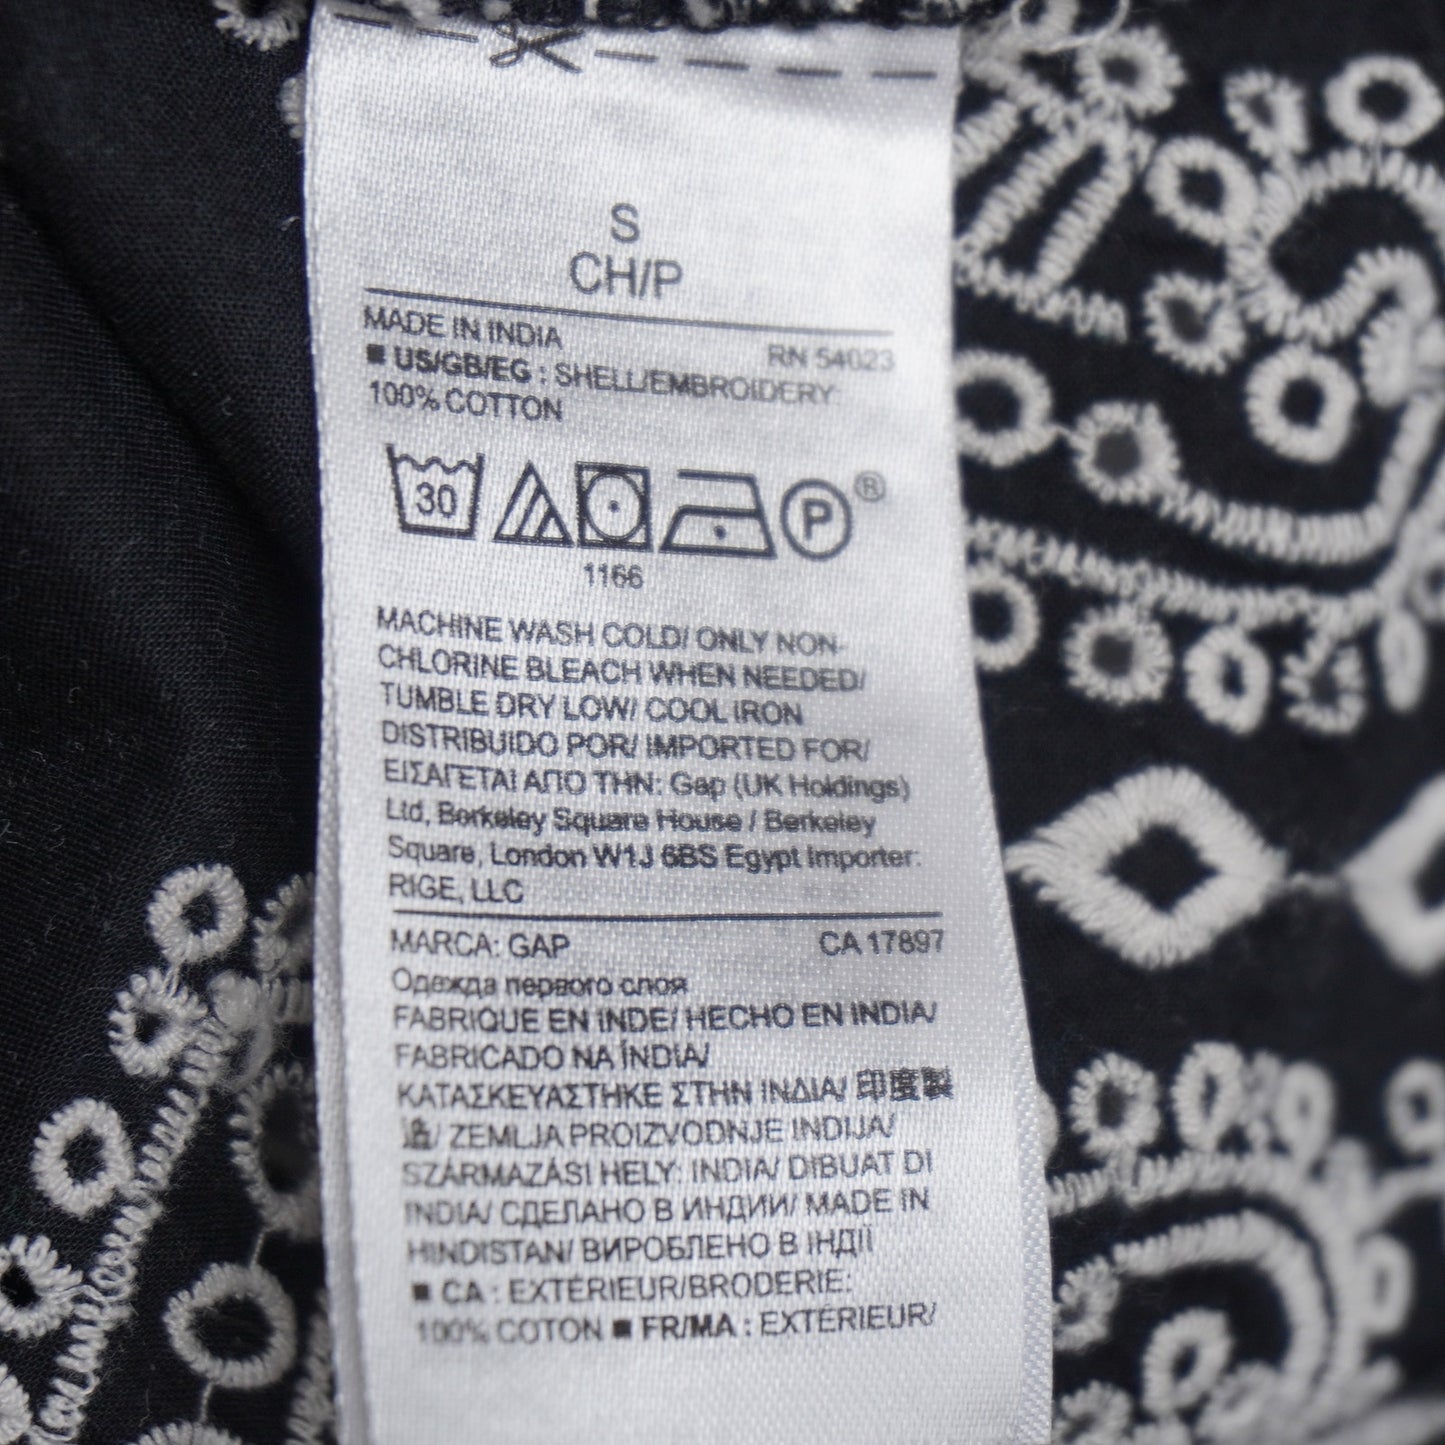 S
CH/P
MADE IN INDIA
RN 54023
■ US/GB/EG : SHELL/EMBROIDERY
100% COTTON
30
P ®
1166
MACHINE WASH COLD/ ONLY NON-
CHLORINE BLEACH WHEN NEEDED/
TUMBLE DRY LOW/ COOL IRON
DISTRIBUIDO POR/ IMPORTED FOR/
ΕΙΣΑΓΕΤΑΙ ΑΠΟ ΤΗΝ: Gap (UK Holdings)
Ltd, Berkeley Square House / Berkeley
Square, London W1J 6BS Egypt Importer:
RIGE, LLC
MARCA: GAP
CA 17897
Одежда первого слоя
FABRIQUE EN INDE/ HECHO EN INDIA/
FABRICADO NA ÍNDIA/
ΚΑΤΑΣΚΕΥΑΣΤΗΚΕ ΣΤΗΝ ΙΝΔΙΑ/ 印度製
造/ ZEMLJA PROIZVODNJE INDIJA/
SZÁRMAZÁSI HELY: INDIA/ DIBUAT DI
INDIA/ СДЕЛАНО В ИНДИИ/ MADE IN
HINDISTAN/ ВИРОБЛЕНО В ІНДІЇ
■ CA : EXTÉRIEUR/BRODERIE:
100% COTON ■ FR/MA : EXTÉRIEUR/